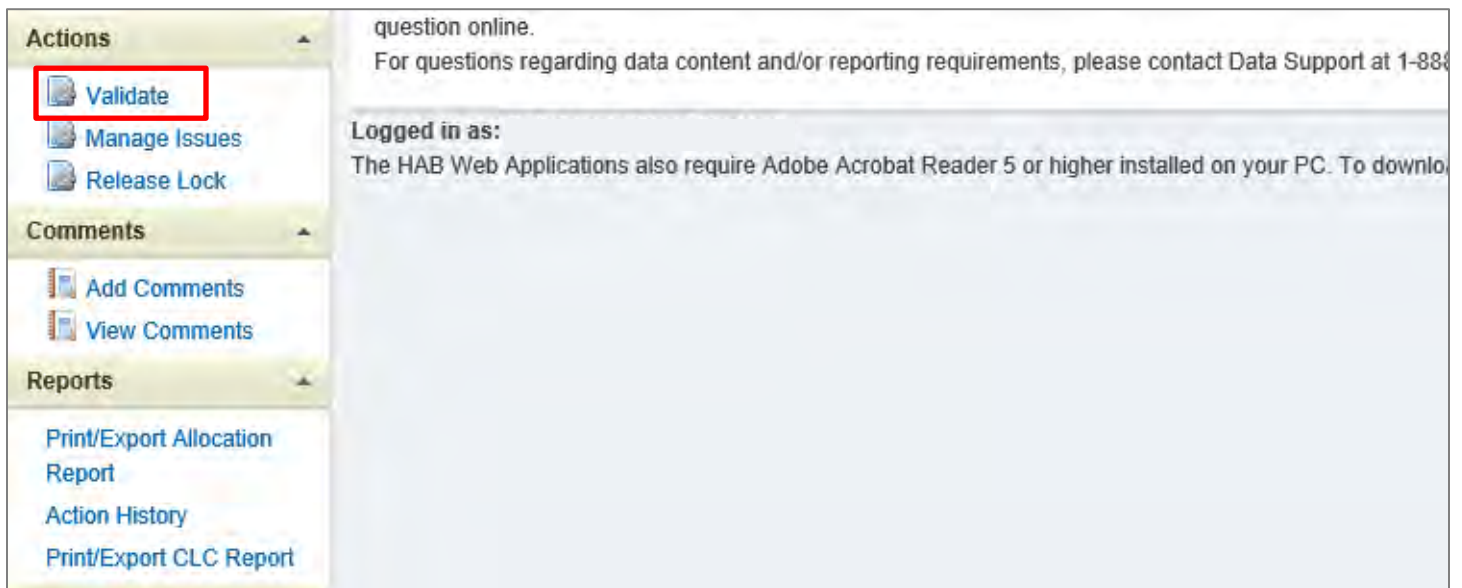 Actions
Validate
Manage Issues
Release Lock
Comments
Add Comments
View Comments
Reports
Print/Export Allocation
Report
Action History
Print/Export CLC Report
question online.
For questions regarding data content and/or reporting requirements, please contact Data Support at 1-888
Logged in as:
The HAB Web Applications also require Adobe Acrobat Reader 5 or higher installed on your PC. To downlo